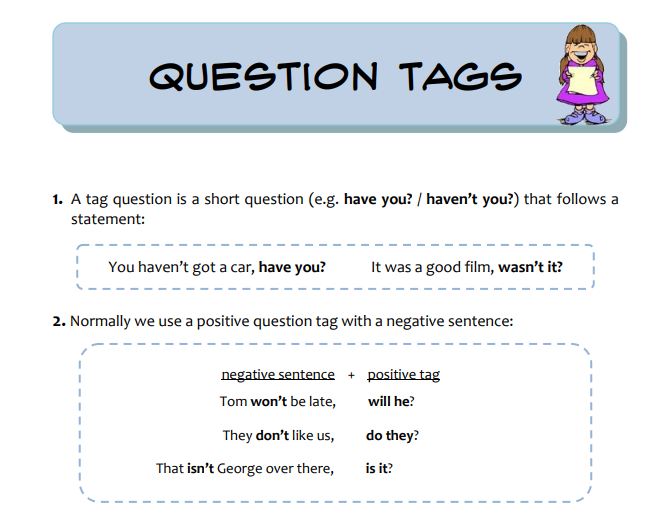 QUESTION TAGS
1. A tag question is a short question (e.g. have you? / haven't you?) that follows a
statement:
You haven't got a car, have you? It was a good film, wasn't it?
2. Normally we use a positive question tag with a negative sentence:
negative sentence + positive tag
Tom won't be late, will he?
They don't like us, do they?
That isn't George over there, is it?